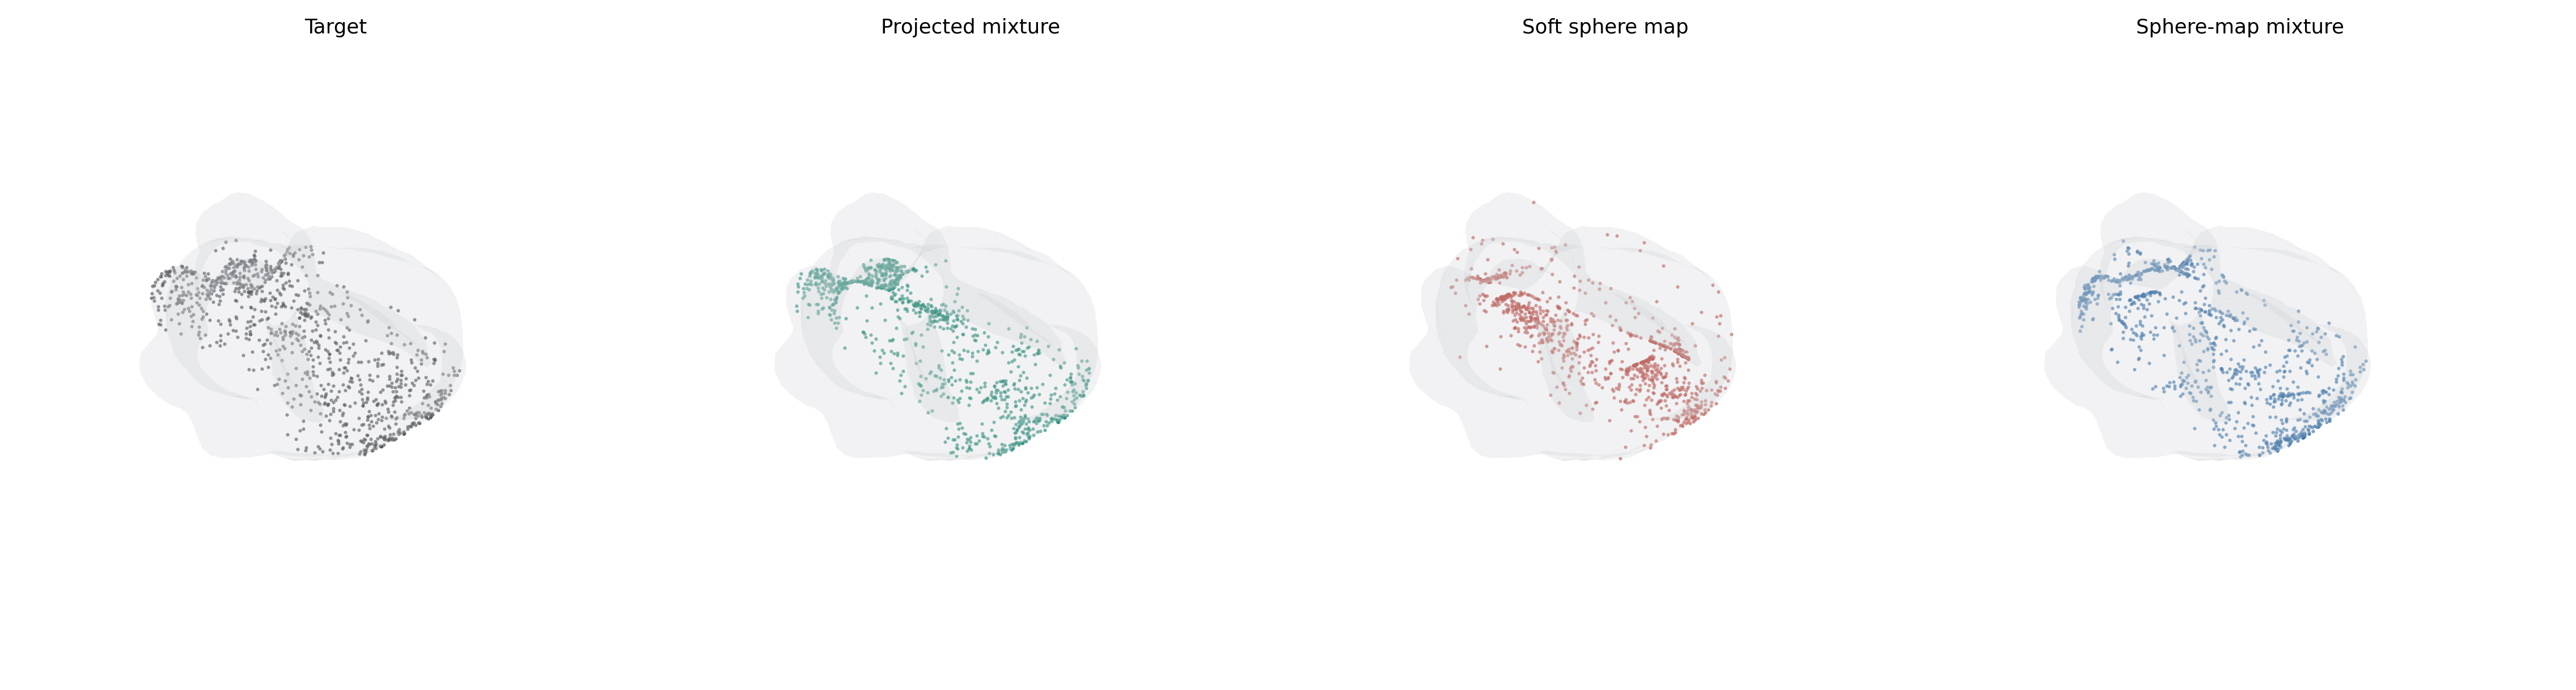 Target
Projected mixture
Soft sphere map
Sphere-map mixture